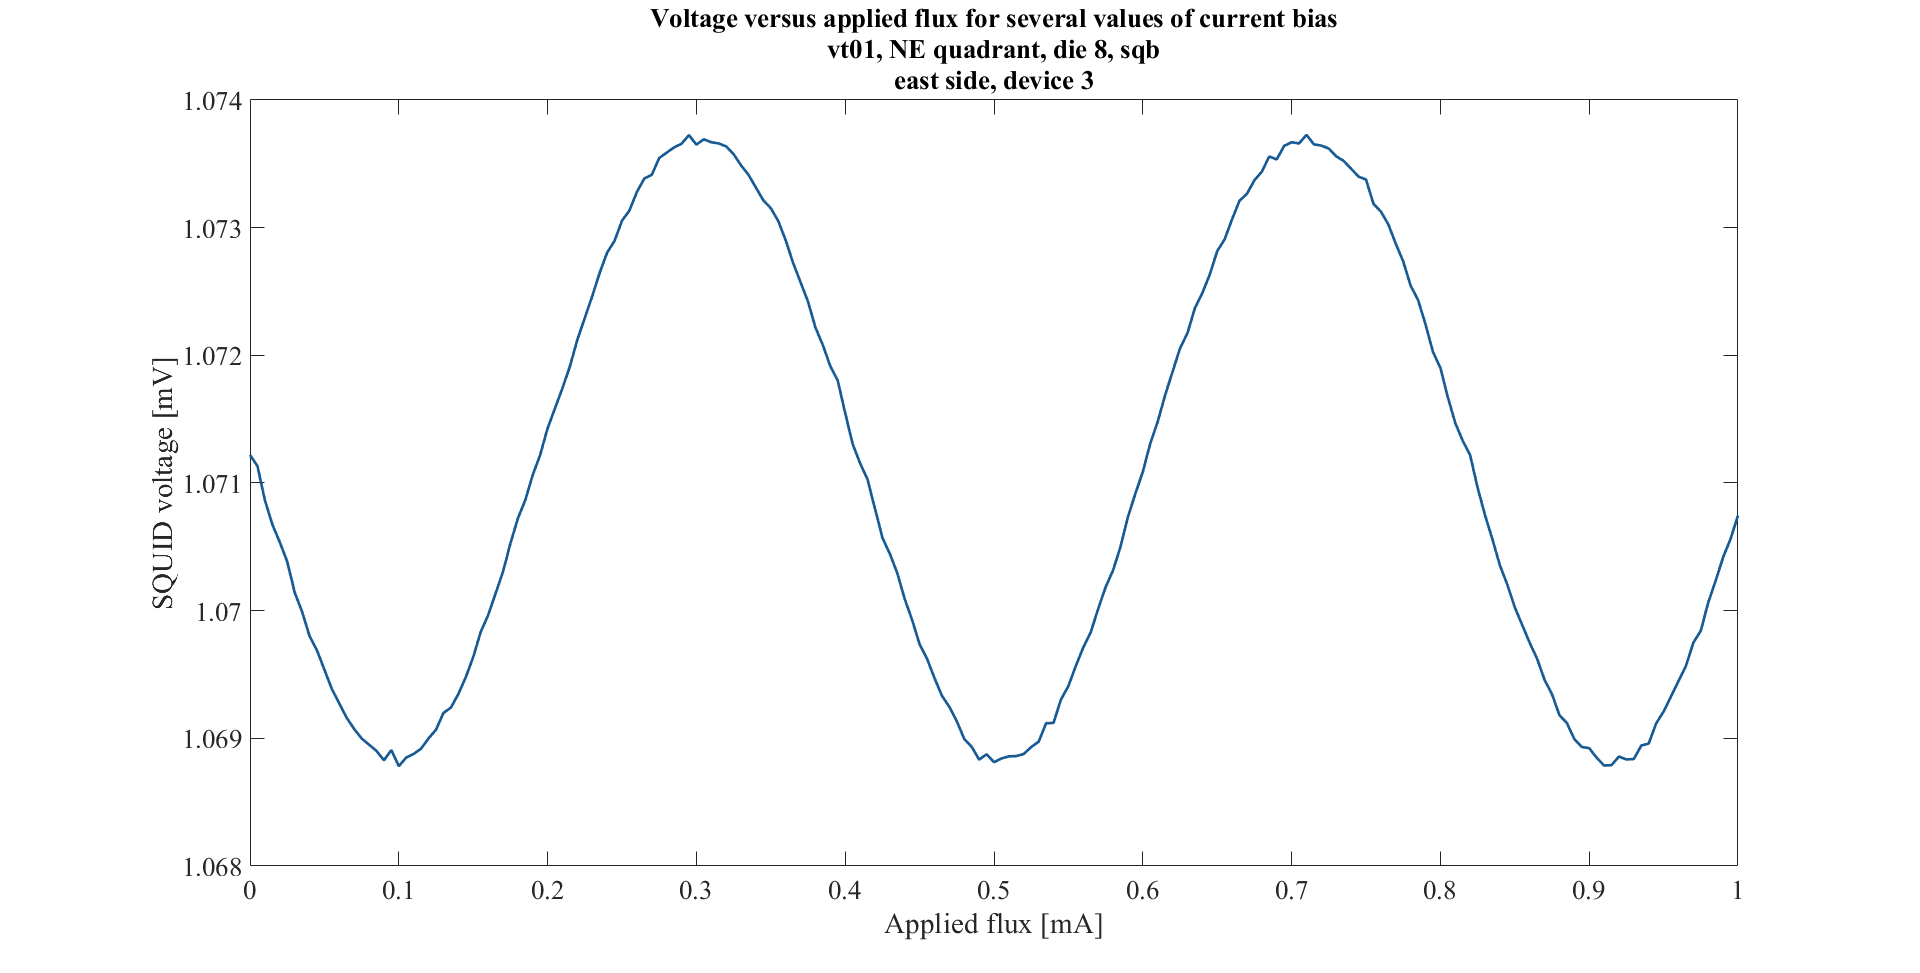 Voltage versus applied flux for several values of current bias
vt01, NE quadrant, die 8, sqb
east side, device 3
1.074
1.073
1.072
1.071
1.07
1.069
1.068
SQUID voltage [mV]
0 0.1 0.2 0.3 0.4 0.5 0.6 0.7 0.8 0.9 1
Applied flux [mA]